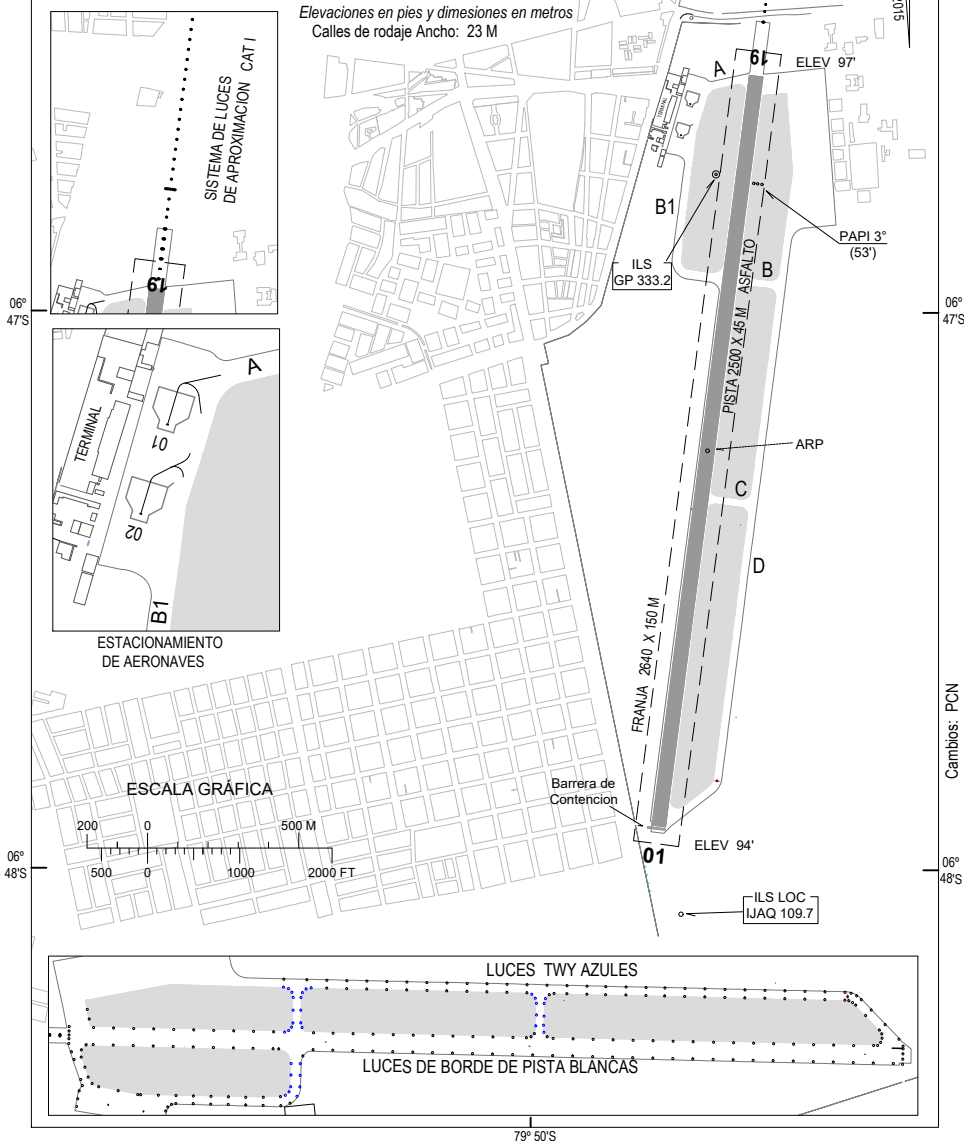 Elevaciones en pies y dimesiones en metros
Calles de rodaje Ancho: 23 M
2015
SISTEMA DE LUCES
DE APROXIMACION CAT I
19
19
ELEV 97'
A
TERMINAL
B1
ILS
GP 333.2
PAPI 3°
(53')
B
PISTA 2500 X 45 M ASFALTO
06°
47'S
06°
47'S
A
TERMINAL
01
02
B1
ESTACIONAMIENTO
DE AERONAVES
ARP
C
D
FRANJA 2640 X 150 M
Cambios: PCN
ESCALA GRÁFICA
200 0 500 M
500 0 1000 2000 FT
Barrera de
Contencion
01
ELEV 94'
06°
48'S
06°
48'S
ILS LOC
IJAQ 109.7
LUCES TWY AZULES
LUCES DE BORDE DE PISTA BLANCAS
79° 50'S